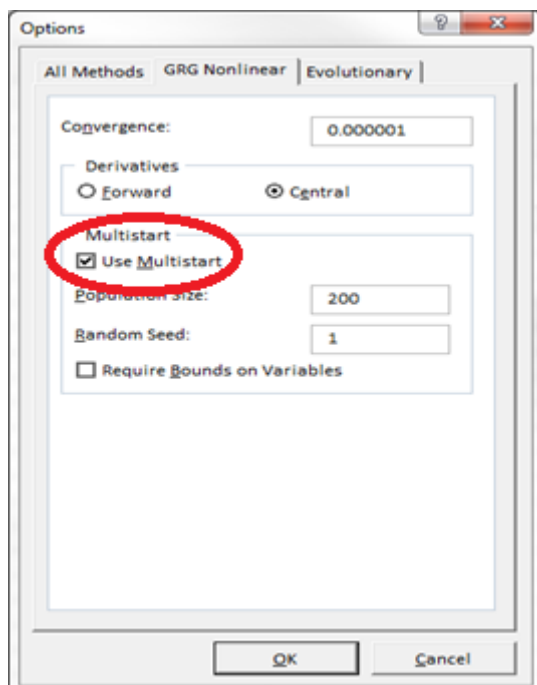 Options
?
All Methods GRG Nonlinear Evolutionary
Convergence: 0.000001
Derivatives
Forward Central
Multistart
Use Multistart
Population Size: 200
Random Seed: 1
Require Bounds on Variables
OK Cancel